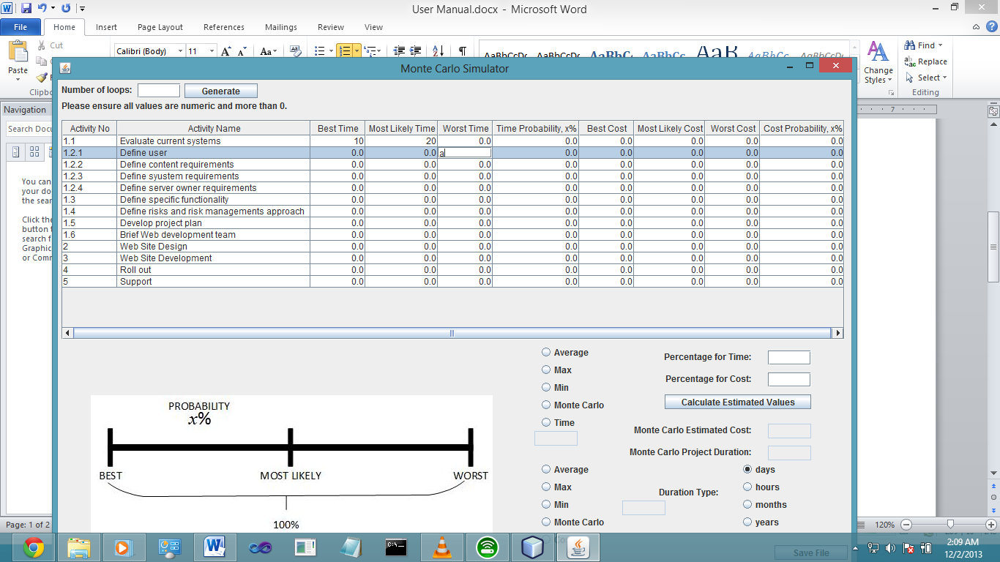 User Manual.docx - Microsoft Word
File Home Insert Page Layout References Mailings Review View
Cut
Paste
Calibri (Body) 11
AaBbCcDc AaBbCcDc AaBbC AaBbCc AaB AaBbCc. AaBbCcDc
Change Styles
Find
Replace
Select
Editing
Navigation
Search Docu
You can
your do
the sear
Click the
button t
search f
Graphic
or Comm
Monte Carlo Simulator
Number of loops: Generate
Please ensure all values are numeric and more than 0.
Activity No Activity Name Best Time Most Likely Time Worst Time Time Probability, x% Best Cost Most Likely Cost Worst Cost Cost Probability, x%
1.1 Evaluate current systems 10 20 0.0 0.0 0.0 0.0 0.0 0.0
1.2.1 Define user 0.0 0.0 a 0.0 0.0 0.0 0.0 0.0
1.2.2 Define content requirements 0.0 0.0 0.0 0.0 0.0 0.0 0.0 0.0
1.2.3 Define syustem requirements 0.0 0.0 0.0 0.0 0.0 0.0 0.0 0.0
1.2.4 Define server owner requirements 0.0 0.0 0.0 0.0 0.0 0.0 0.0 0.0
1.3 Define specific functionality 0.0 0.0 0.0 0.0 0.0 0.0 0.0 0.0
1.4 Define risks and risk managements approach 0.0 0.0 0.0 0.0 0.0 0.0 0.0 0.0
1.5 Develop project plan 0.0 0.0 0.0 0.0 0.0 0.0 0.0 0.0
1.6 Brief Web development team 0.0 0.0 0.0 0.0 0.0 0.0 0.0 0.0
2 Web Site Design 0.0 0.0 0.0 0.0 0.0 0.0 0.0 0.0
3 Web Site Development 0.0 0.0 0.0 0.0 0.0 0.0 0.0 0.0
4 Roll out 0.0 0.0 0.0 0.0 0.0 0.0 0.0 0.0
5 Support 0.0 0.0 0.0 0.0 0.0 0.0 0.0 0.0
Average
Max
Min
Monte Carlo
Time
Percentage for Time:
Percentage for Cost:
Calculate Estimated Values
Monte Carlo Estimated Cost:
Monte Carlo Project Duration:
Average
Max
Min
Monte Carlo
Duration Type:
days
hours
months
years
PROBABILITY
x%
BEST MOST LIKELY WORST
100%
7
Page: 1 of 2
120%
Save File
2:09 AM
12/2/2013